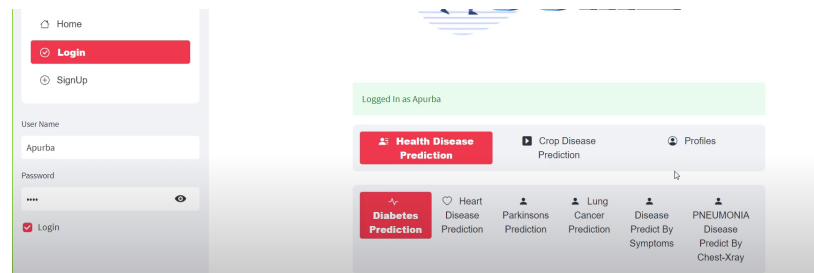 Home
Login
SignUp
User Name
Apurba
Password
••••
Login
Logged In as Apurba
Health Disease
Prediction
Crop Disease
Prediction
Profiles
Diabetes
Prediction
Heart
Disease
Prediction
Parkinsons
Prediction
Lung
Cancer
Prediction
Disease
Predict By
Symptoms
PNEUMONIA
Disease
Predict By
Chest-Xray